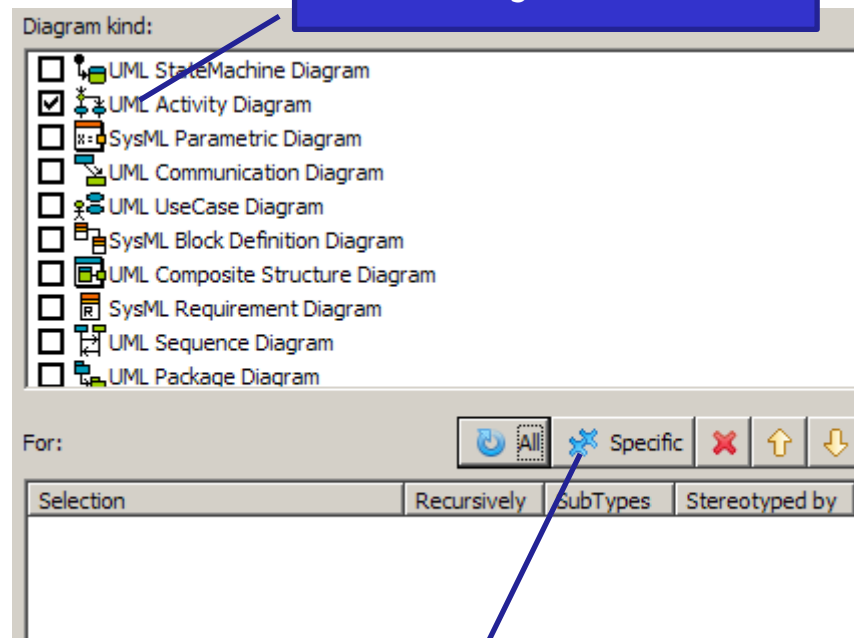 Diagram kind:
UML StateMachine Diagram
UML Activity Diagram
SysML Parametric Diagram
UML Communication Diagram
UML UseCase Diagram
SysML Block Definition Diagram
UML Composite Structure Diagram
SysML Requirement Diagram
UML Sequence Diagram
UML Package Diagram
For:
All Specific
Selection Recursively SubTypes Stereotyped by